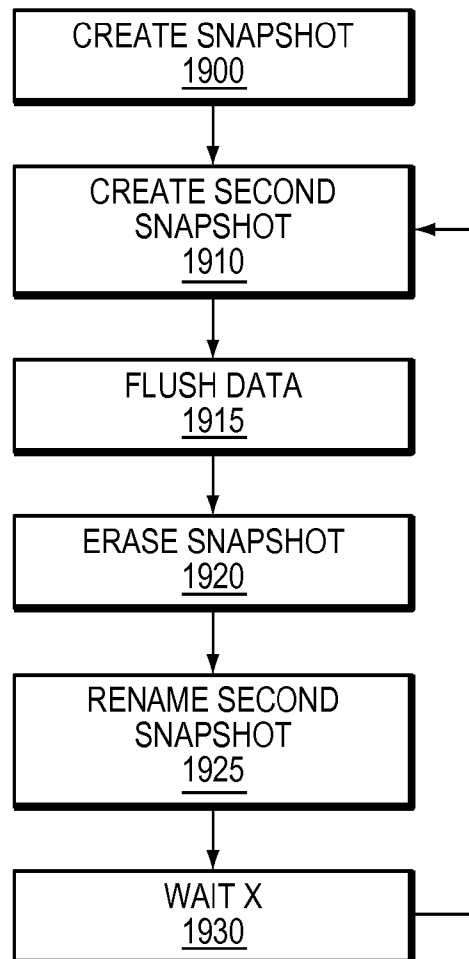 CREATE SNAPSHOT
1900
CREATE SECOND
SNAPSHOT
1910
FLUSH DATA
1915
ERASE SNAPSHOT
1920
RENAME SECOND
SNAPSHOT
1925
WAIT X
1930